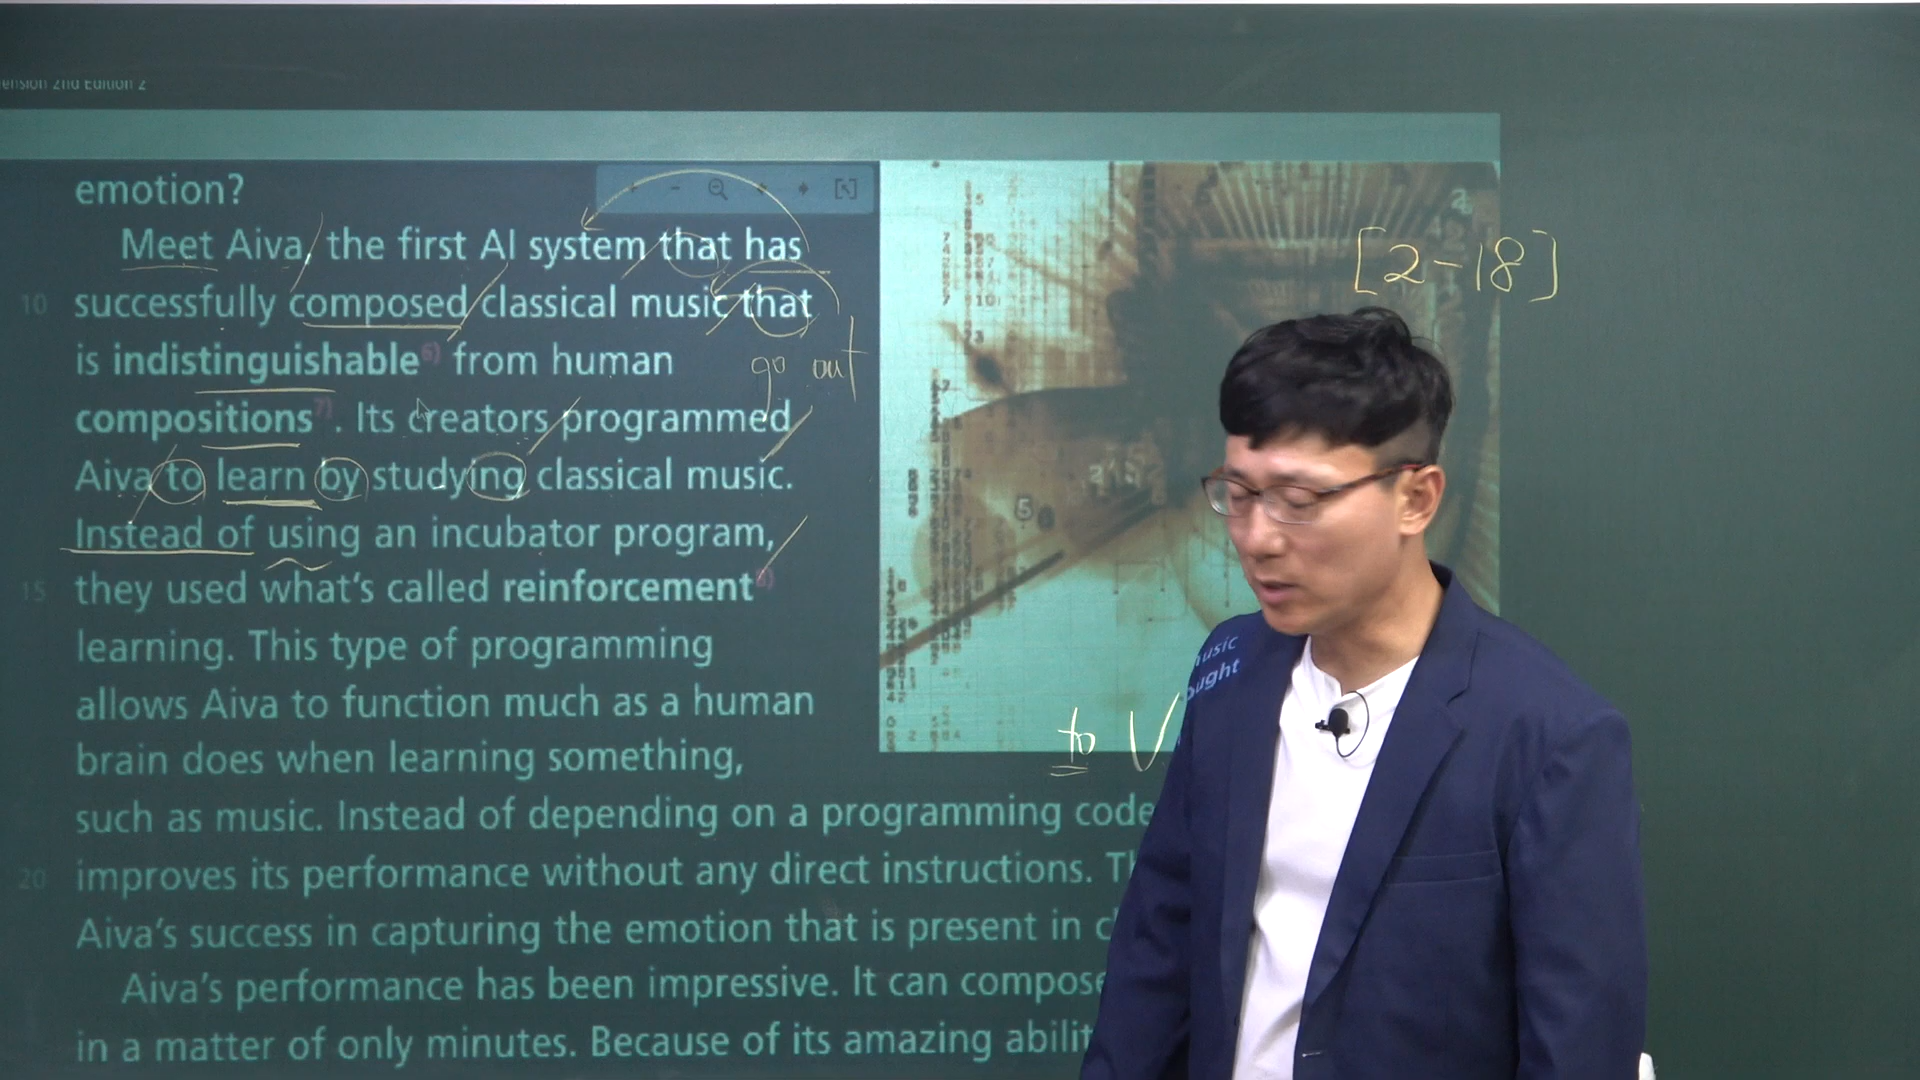 ension 2nd Edition 2
emotion?
Meet Aiva, the first AI system that has
10 successfully composed classical music that
is indistinguishable6) from human
go out
compositions7). Its creators programmed
Aiva to learn by studying classical music.
Instead of using an incubator program,
15 they used what's called reinforcement8)
learning. This type of programming
allows Aiva to function much as a human
brain does when learning something,
such as music. Instead of depending on a programming code
20 improves its performance without any direct instructions. Th
Aiva's success in capturing the emotion that is present in cl
Aiva's performance has been impressive. It can compose
in a matter of only minutes. Because of its amazing abilit
[2-18]
to V
usic
ought